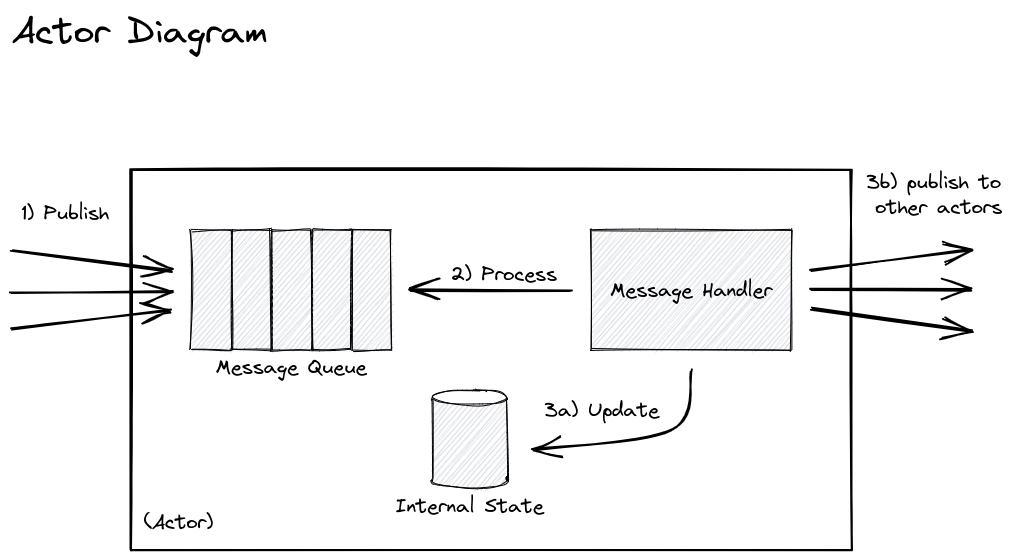 Actor Diagram
1) Publish
3b) publish to
other actors
2) Process
Message Handler
Message Queue
3a) Update
Internal State
(Actor)